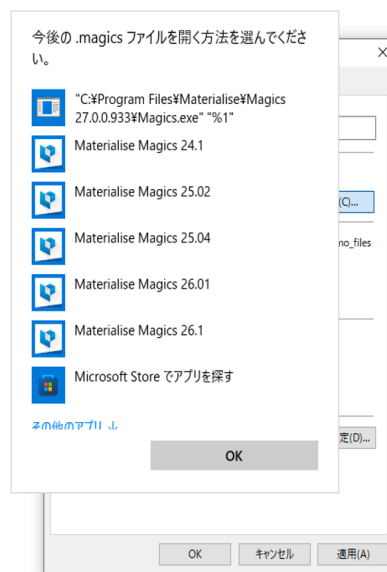 今後の .magics ファイルを開く方法を選んでくださ
い。
"C:¥Program Files¥Materialise¥Magics
27.0.0.933¥Magics.exe" "%1"
Materialise Magics 24.1
Materialise Magics 25.02
(C)...
Materialise Magics 25.04
mo_files
Materialise Magics 26.01
Materialise Magics 26.1
Microsoft Store でアプリを探す
その他のアプリ ↓
定(D)...
OK
OK
キャンセル
適用(A)